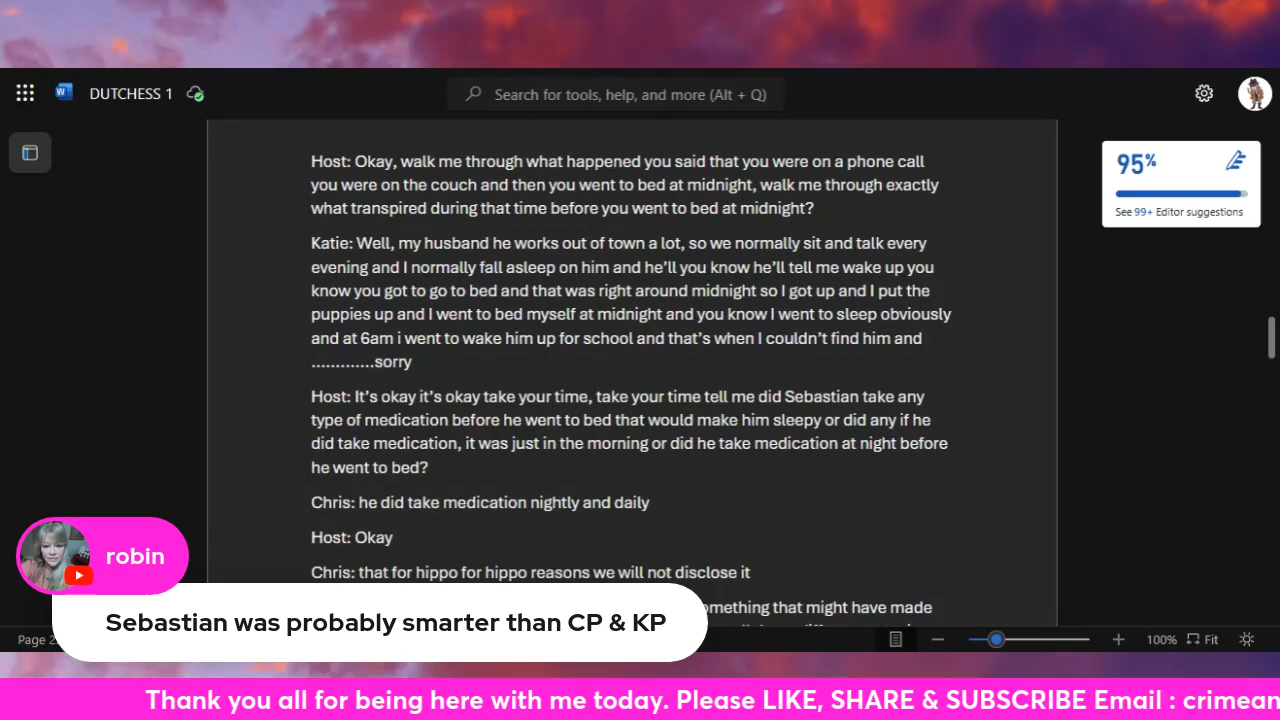 DUTCHESS 1
Search for tools, help, and more (Alt + Q)
Host: Okay, walk me through what happened you said that you were on a phone call
you were on the couch and then you went to bed at midnight, walk me through exactly
what transpired during that time before you went to bed at midnight?
Katie: Well, my husband he works out of town a lot, so we normally sit and talk every
evening and I normally fall asleep on him and he'll you know he'll tell me wake up you
know you got to go to bed and that was right around midnight so I got up and I put the
puppies up and I went to bed myself at midnight and you know I went to sleep obviously
and at 6am i went to wake him up for school and that's when I couldn't find him and
.............sorry
Host: It's okay it's okay take your time, take your time tell me did Sebastian take any
type of medication before he went to bed that would make him sleepy or did any if he
did take medication, it was just in the morning or did he take medication at night before
he went to bed?
Chris: he did take medication nightly and daily
Host: Okay
Chris: that for hippo for hippo reasons we will not disclose it
omething that might have made
95%
See 99+ Editor suggestions
robin
Sebastian was probably smarter than CP & KP
Page 2
100%
Fit
Thank you all for being here with me today. Please LIKE, SHARE & SUBSCRIBE Email : crimean